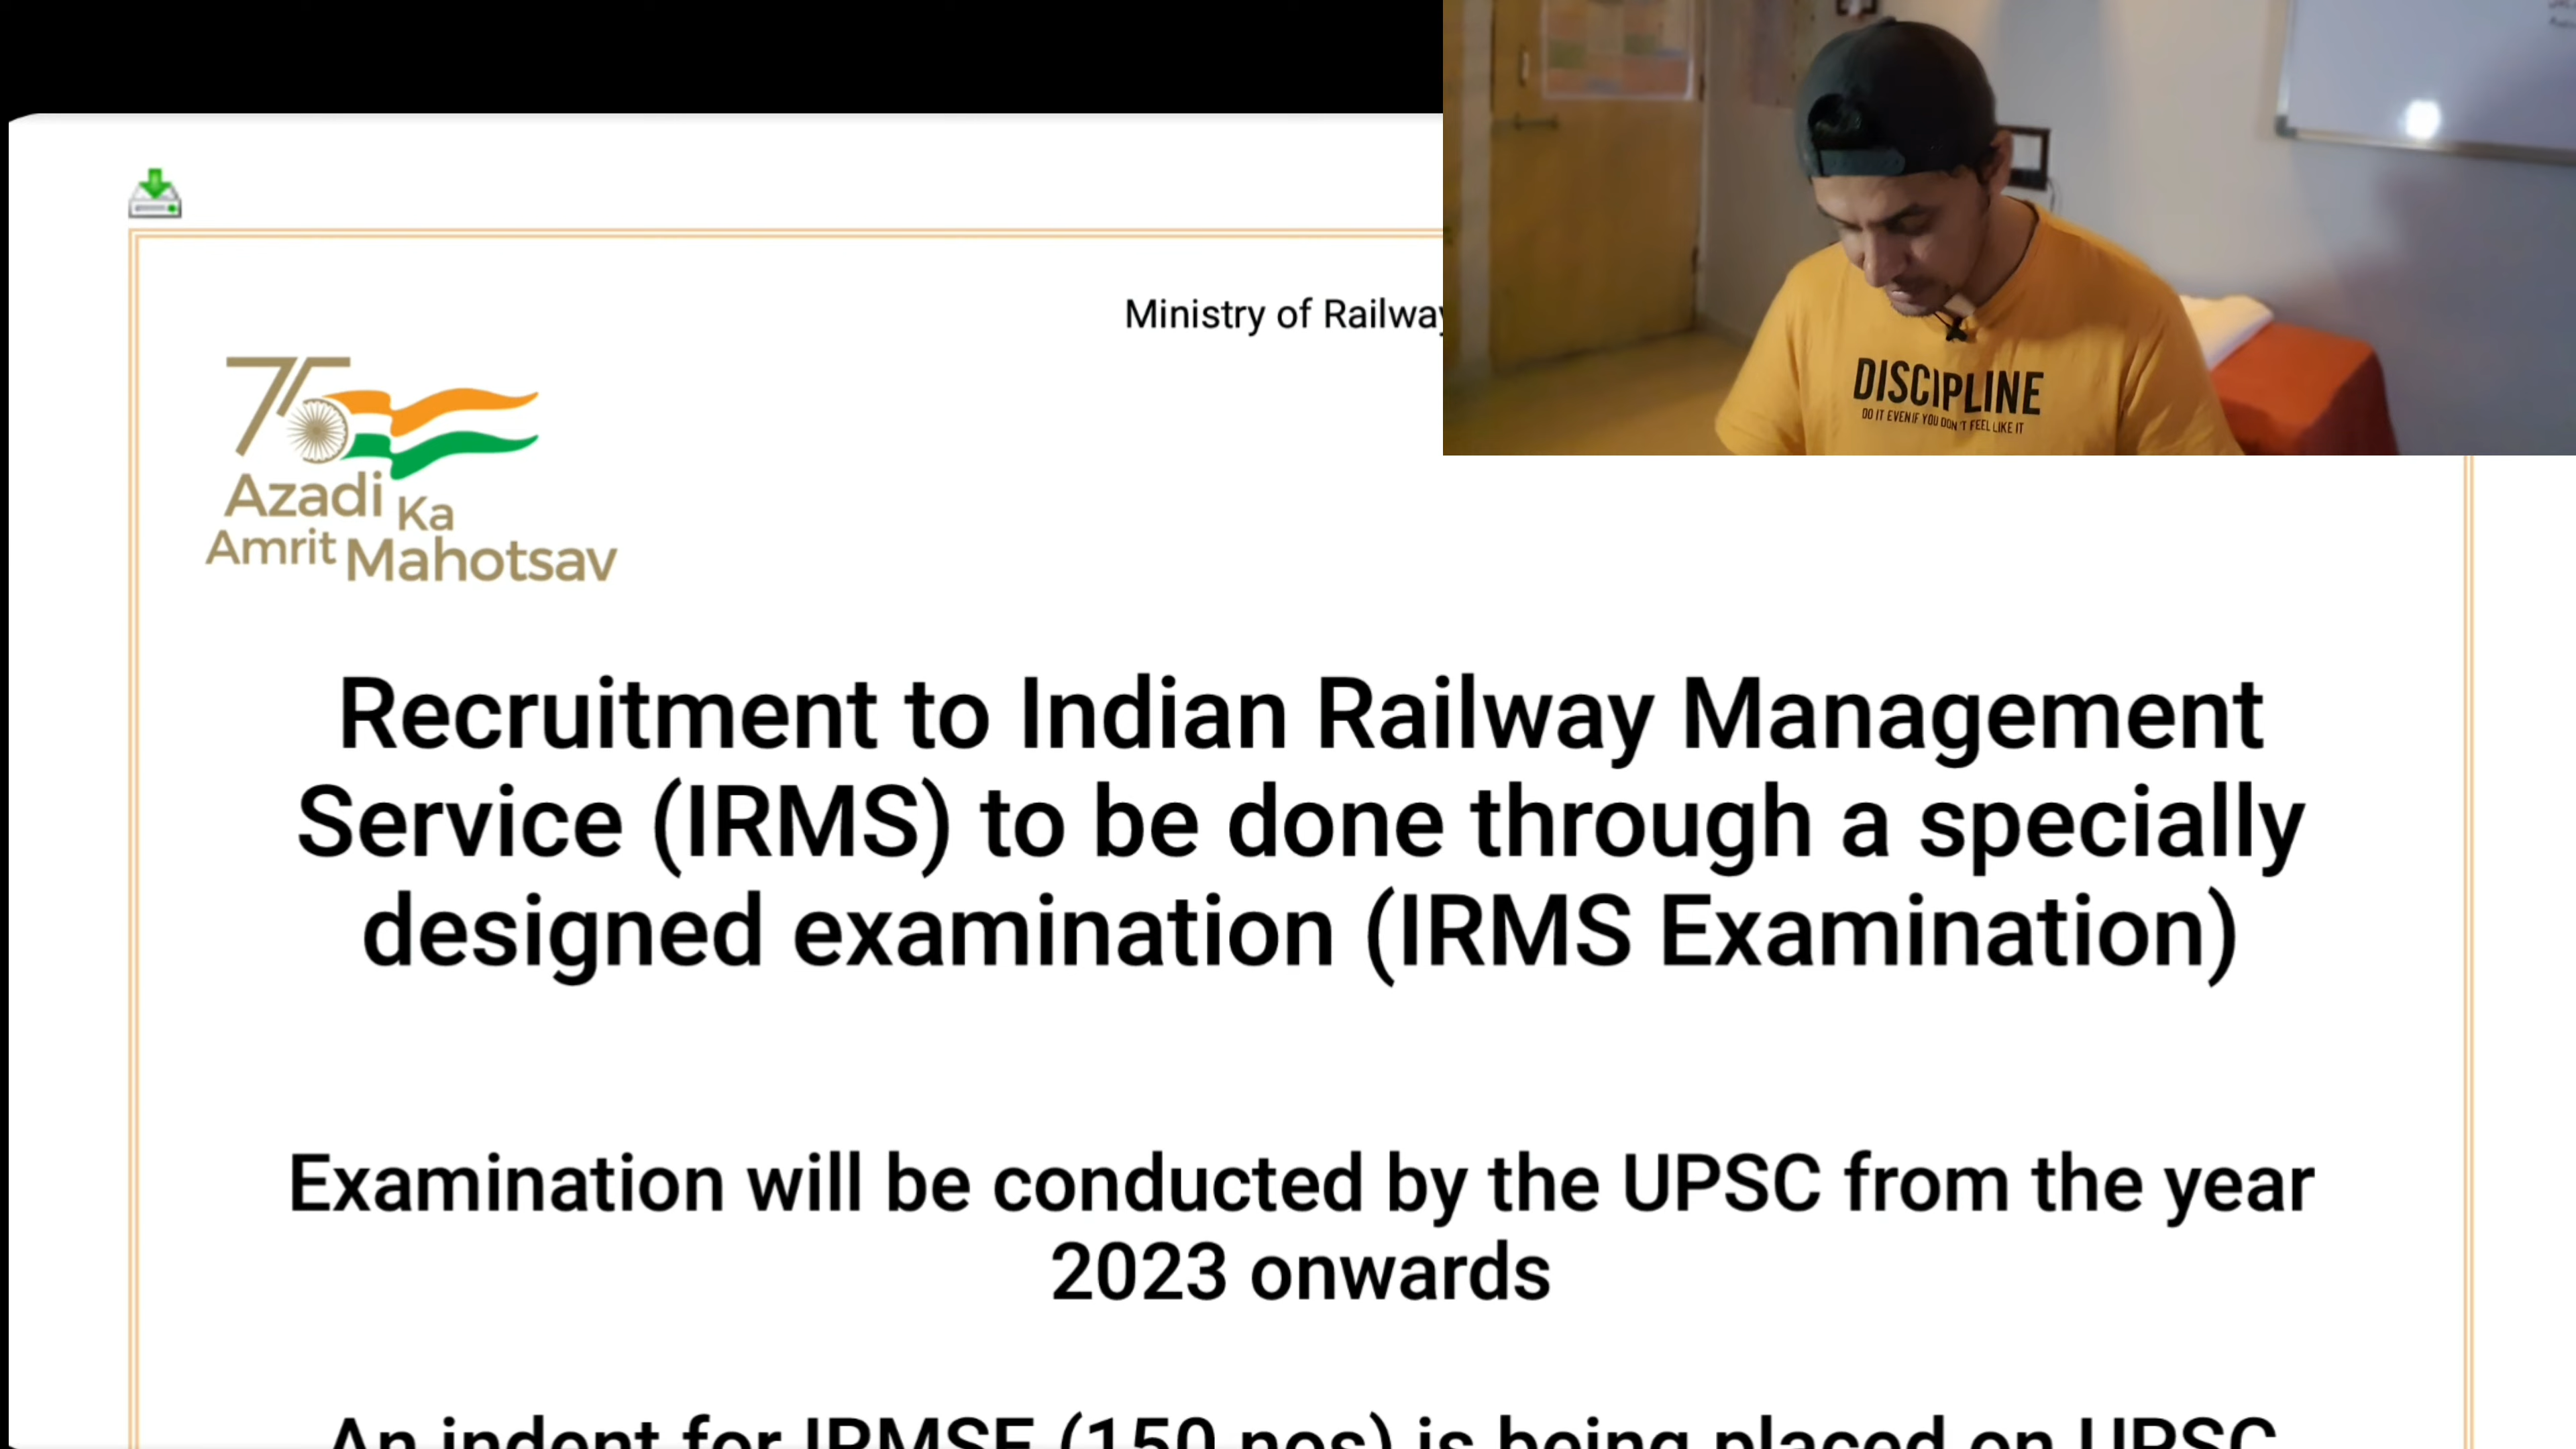 Ministry of Railway
75
Azadi Ka
Amrit Mahotsav
DISCIPLINE
DO IT EVEN IF YOU DON'T FEEL LIKE IT
Recruitment to Indian Railway Management
Service (IRMS) to be done through a specially
designed examination (IRMS Examination)
Examination will be conducted by the UPSC from the year
2023 onwards
An indent for IRMSE (150 nos) is being placed on UPSC